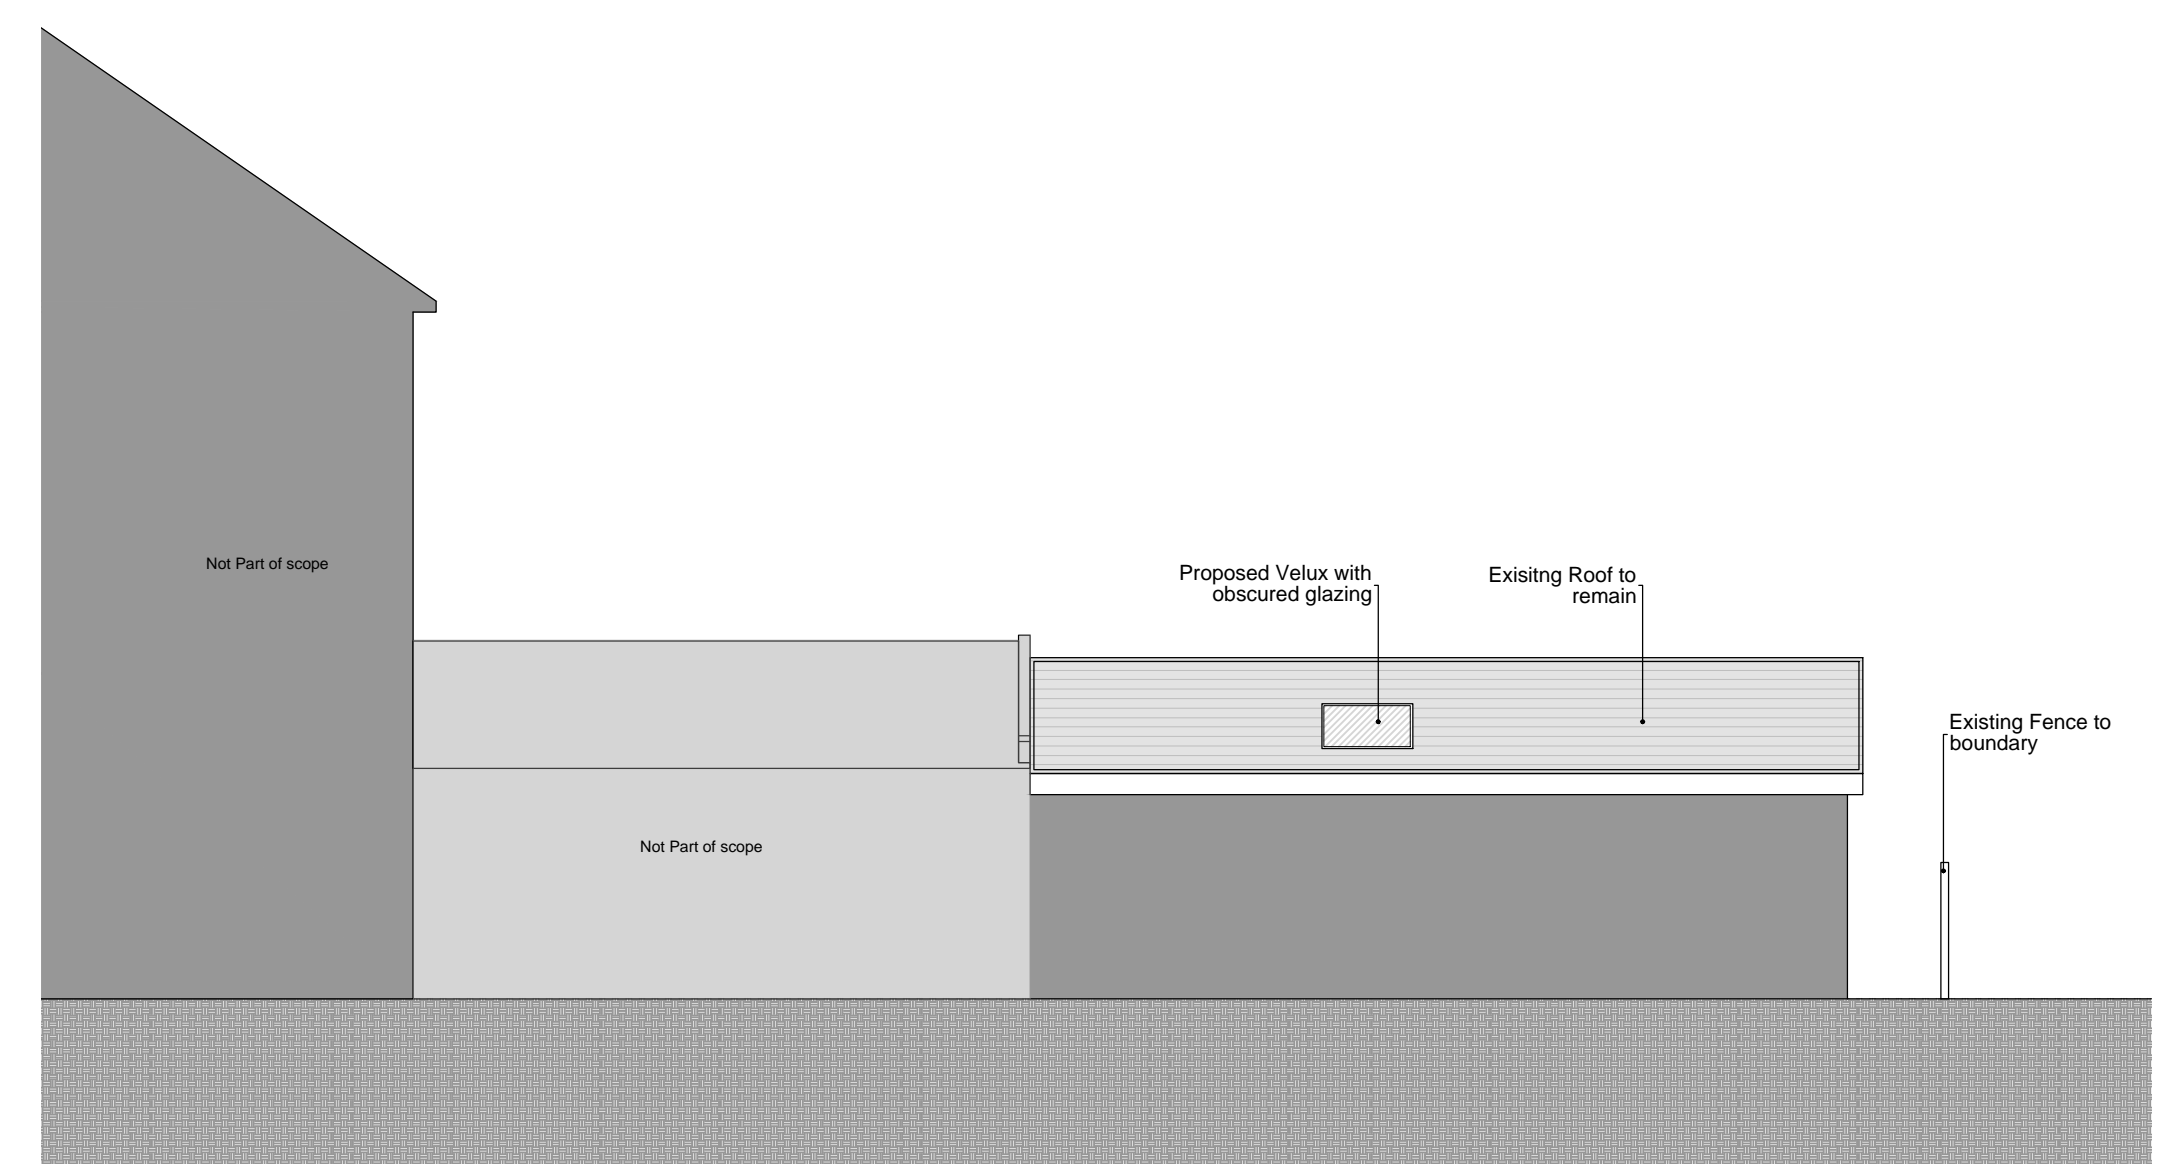 Not Part of scope
Proposed Velux with
obscured glazing
Exisitng Roof to
remain
Existing Fence to
boundary
Not Part of scope